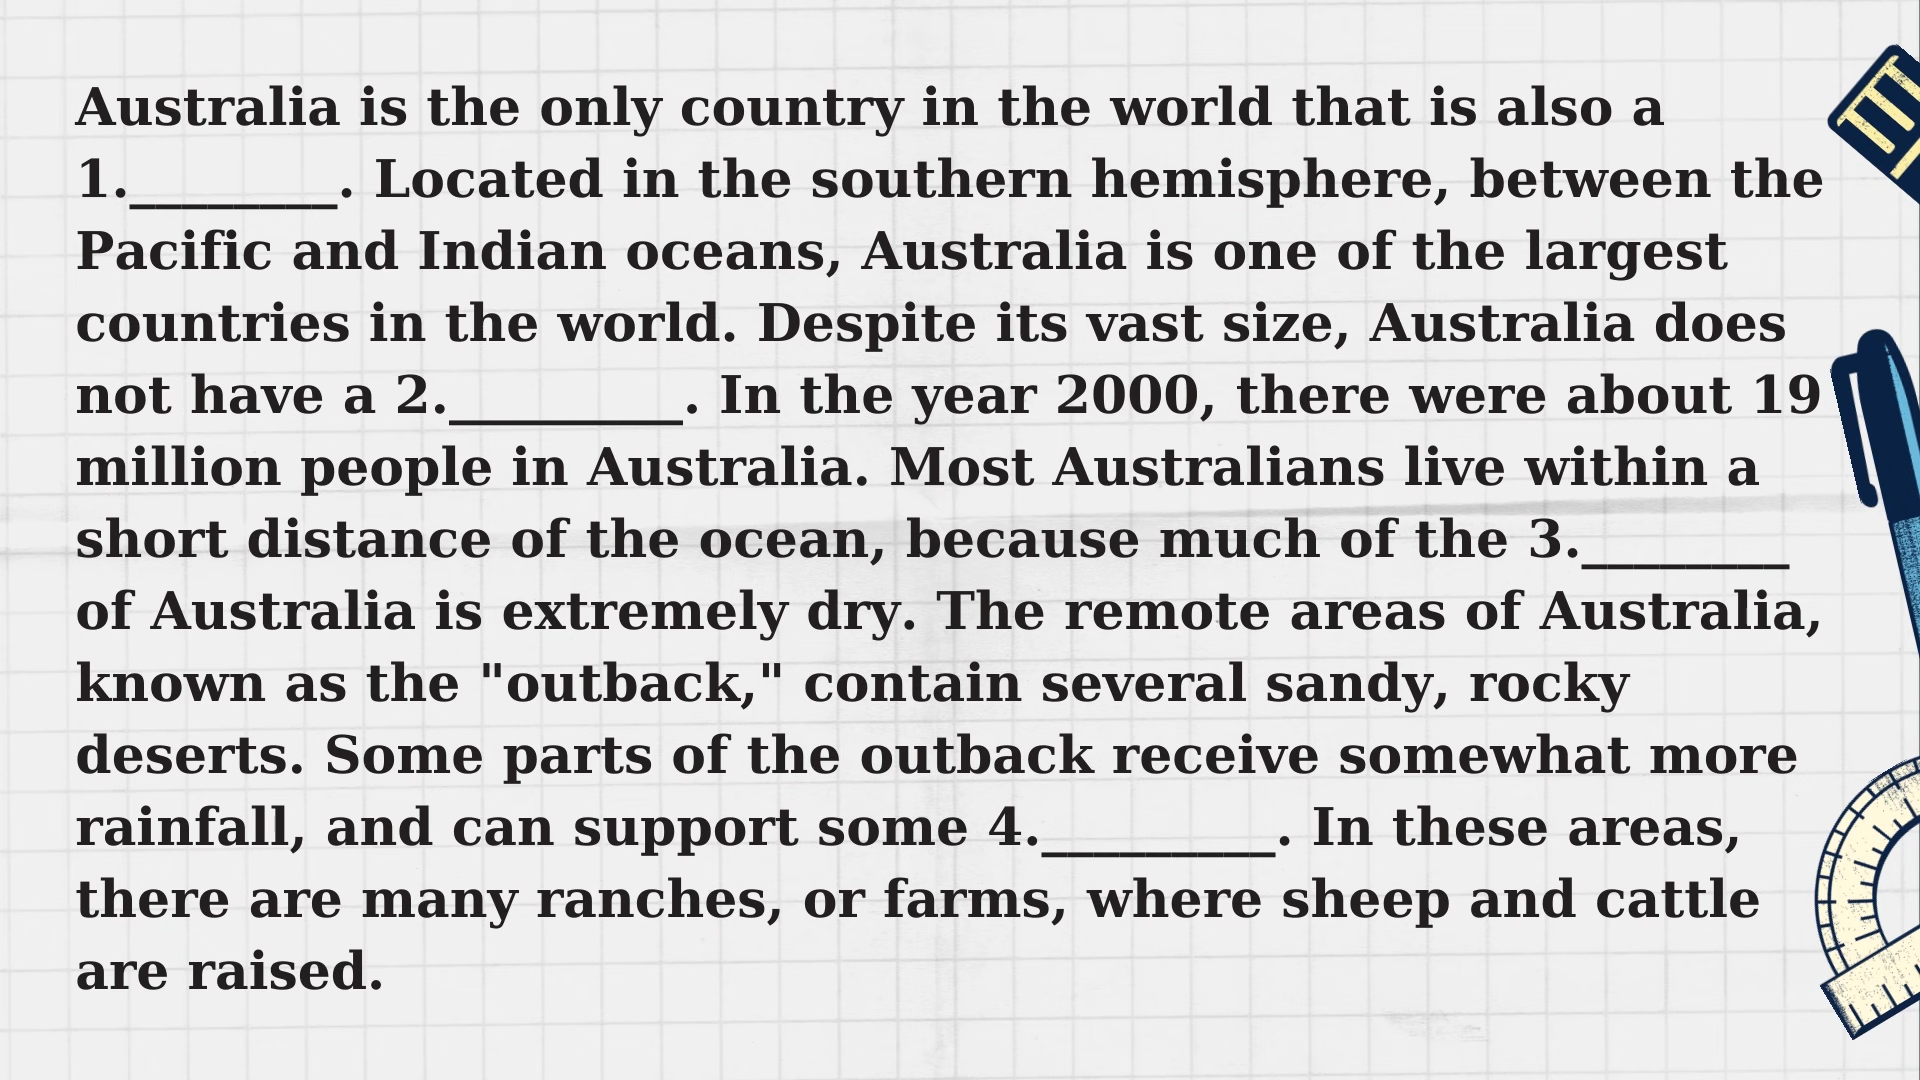 Australia is the only country in the world that is also a
1.________. Located in the southern hemisphere, between the
Pacific and Indian oceans, Australia is one of the largest
countries in the world. Despite its vast size, Australia does
not have a 2._________. In the year 2000, there were about 19
million people in Australia. Most Australians live within a
short distance of the ocean, because much of the 3.________
of Australia is extremely dry. The remote areas of Australia,
known as the "outback," contain several sandy, rocky
deserts. Some parts of the outback receive somewhat more
rainfall, and can support some 4._________. In these areas,
there are many ranches, or farms, where sheep and cattle
are raised.